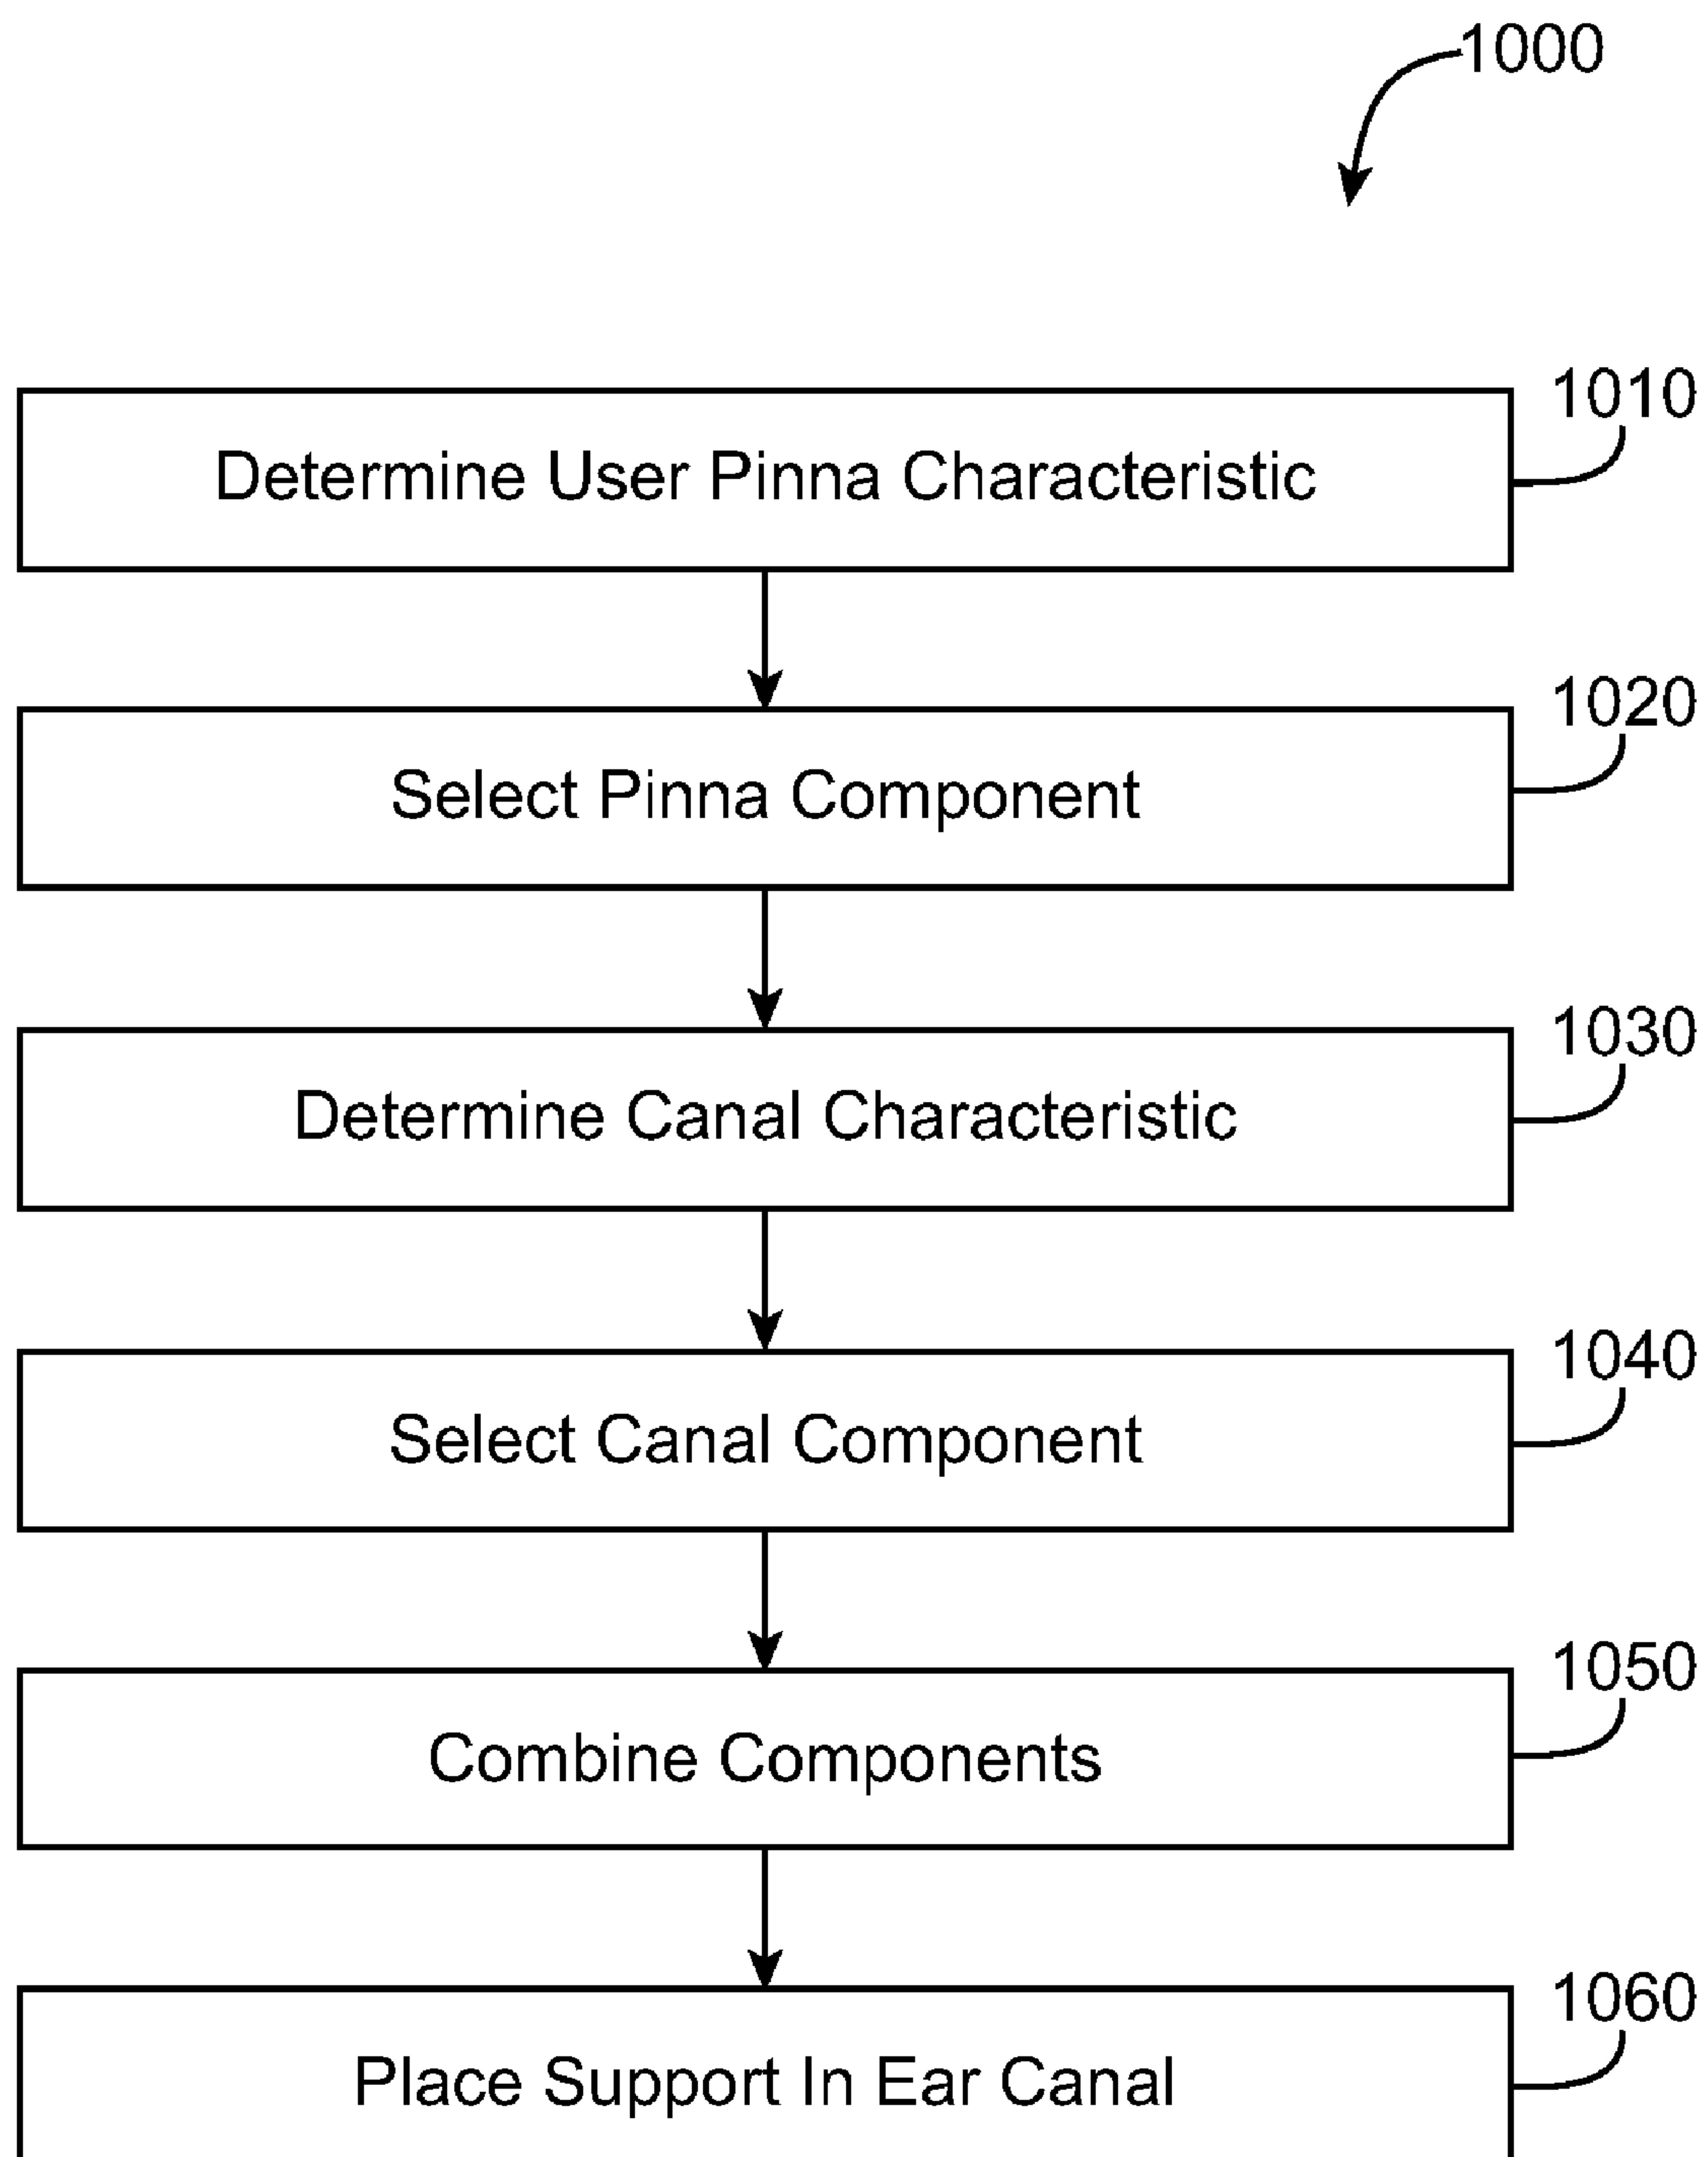 1000
1010
Determine User Pinna Characteristic
1020
Select Pinna Component
1030
Determine Canal Characteristic
1040
Select Canal Component
1050
Combine Components
1060
Place Support In Ear Canal